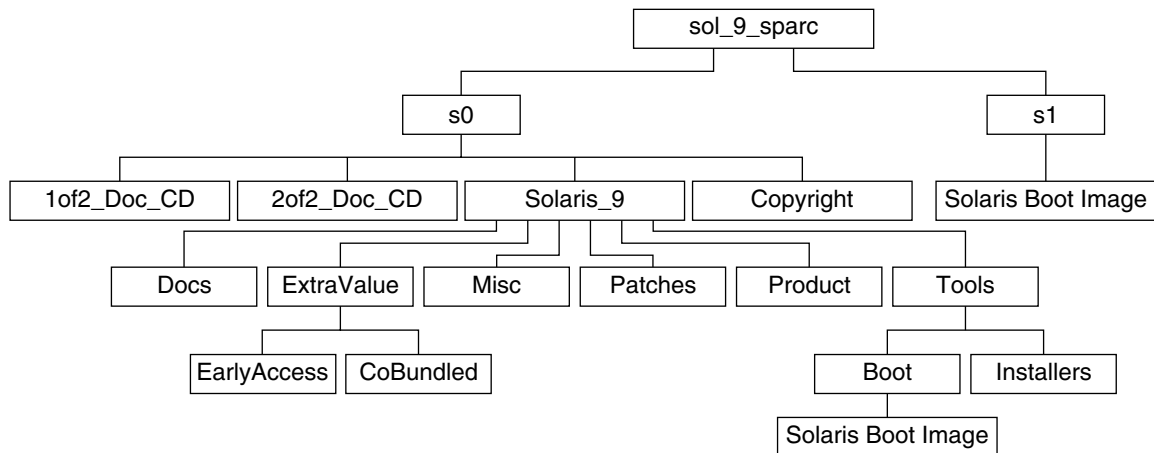 sol_9_sparc
s0
s1
1of2_Doc_CD
2of2_Doc_CD
Solaris_9
Copyright
Solaris Boot Image
Docs
ExtraValue
Misc
Patches
Product
Tools
EarlyAccess
CoBundled
Boot
Installers
Solaris Boot Image